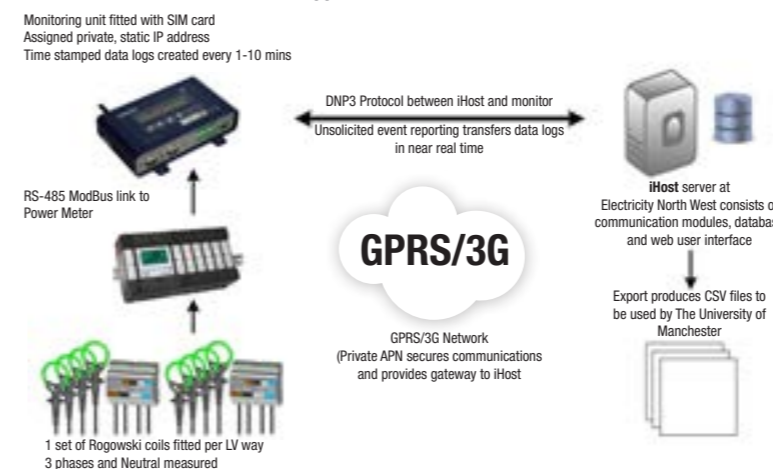 Monitoring unit fitted with SIM card
Assigned private, static IP address
Time stamped data logs created every 1-10 mins
DNP3 Protocol between iHost and monitor
Unsolicited event reporting transfers data logs
in near real time
RS-485 ModBus link to
Power Meter
iHost server at
Electricity North West consists o
communication modules, databas
and web user interface
GPRS/3G
Export produces CSV files to
be used by The University of
Manchester
GPRS/3G Network
(Private APN secures communications
and provides gateway to iHost
1 set of Rogowski coils fitted per LV way
3 phases and Neutral measured